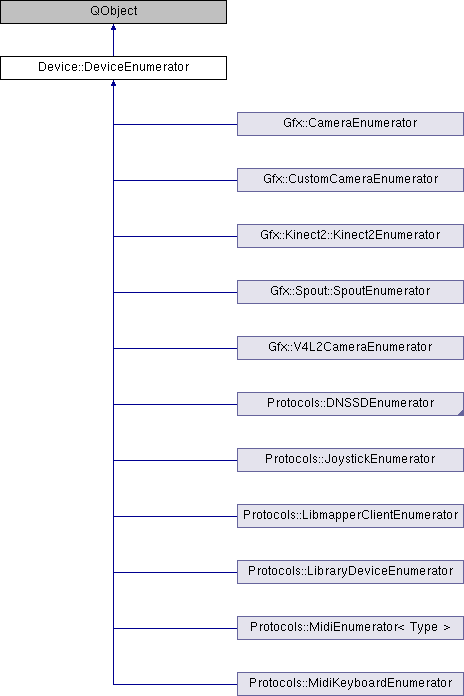 QObject
Device::DeviceEnumerator
Gfx::CameraEnumerator
Gfx::CustomCameraEnumerator
Gfx::Kinect2::Kinect2Enumerator
Gfx::Spout::SpoutEnumerator
Gfx::V4L2CameraEnumerator
Protocols::DNSSDEnumerator
Protocols::JoystickEnumerator
Protocols::LibmapperClientEnumerator
Protocols::LibraryDeviceEnumerator
Protocols::MidiEnumerator< Type >
Protocols::MidiKeyboardEnumerator